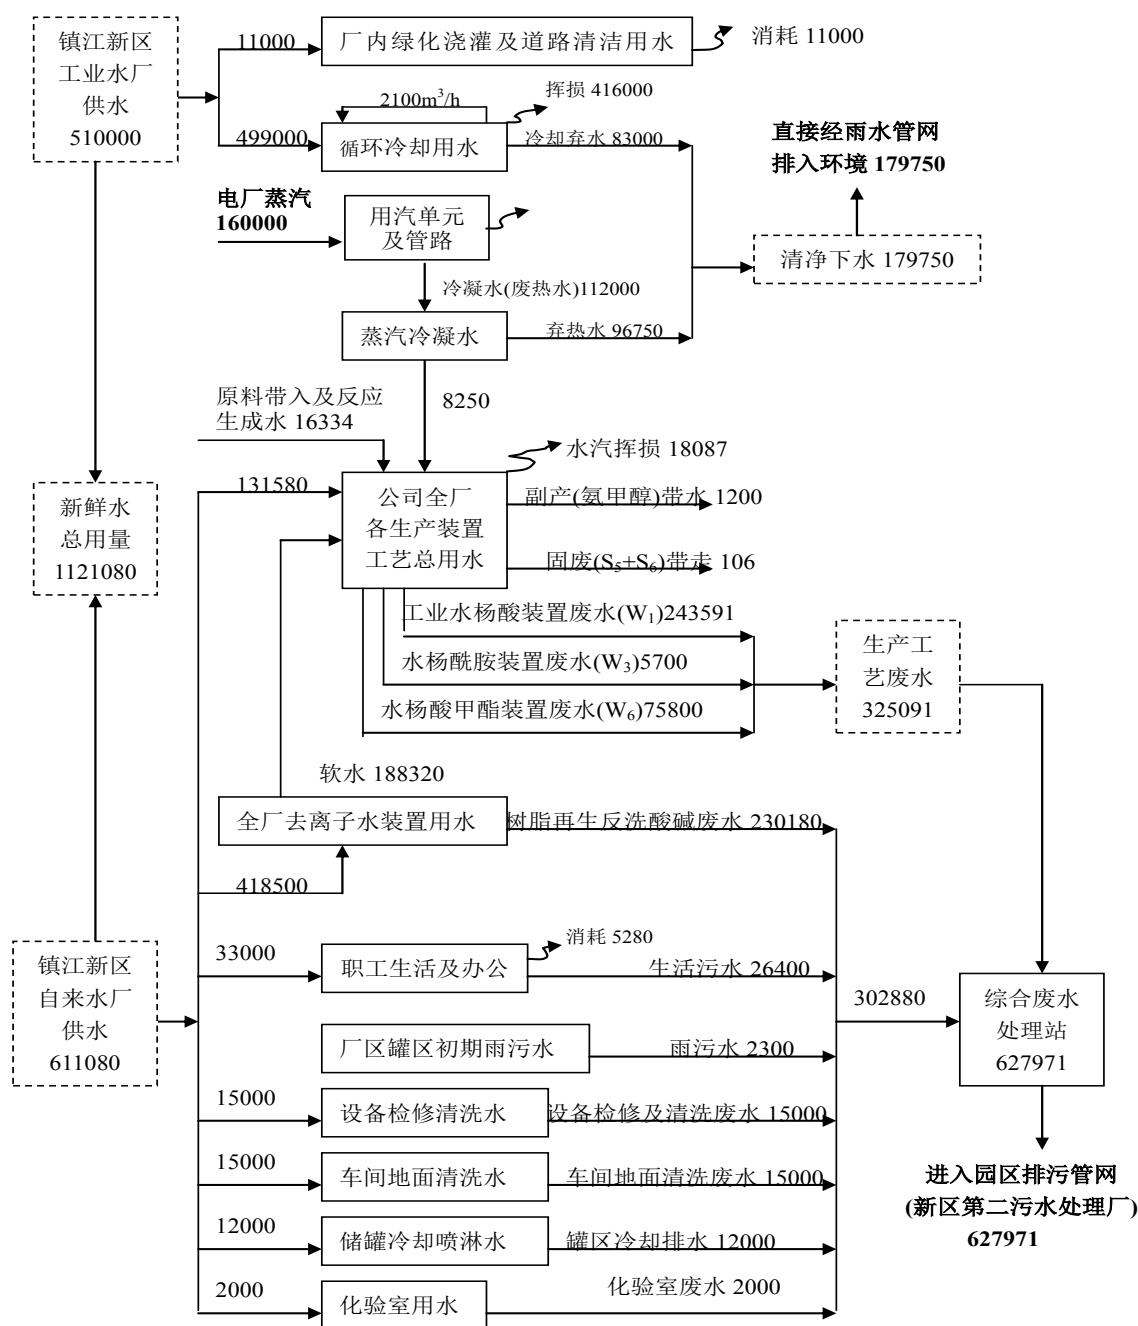 镇江新区
工业水厂
供水
510000
11000
厂内绿化浇灌及道路清洁用水
消耗 11000
2100m³/h
挥损 416000
499000
循环冷却用水
冷却弃水 83000
直接经雨水管网
排入环境 179750
电厂蒸汽
160000
用汽单元
及管路
清净下水 179750
冷凝水(废热水)112000
蒸汽冷凝水
弃热水 96750
原料带入及反应
生成水 16334
8250
水汽挥损 18087
131580
公司全厂
各生产装置
工艺总用水
副产(氨甲醇)带水 1200
固废(S₅+S₆)带走 106
新鲜水
总用量
1121080
工业水杨酸装置废水(W₁)243591
水杨酰胺装置废水(W₃)5700
水杨酸甲酯装置废水(W₆)75800
生产工
艺废水
325091
软水 188320
全厂去离子水装置用水
树脂再生反洗酸碱废水 230180
418500
镇江新区
自来水厂
供水
611080
33000
职工生活及办公
消耗 5280
生活污水 26400
302880
综合废水
处理站
627971
厂区罐区初期雨污水
雨污水 2300
15000
设备检修清洗水
设备检修及清洗废水 15000
15000
车间地面清洗水
车间地面清洗废水 15000
进入园区排污管网
(新区第二污水处理厂)
627971
12000
储罐冷却喷淋水
罐区冷却排水 12000
2000
化验室用水
化验室废水 2000